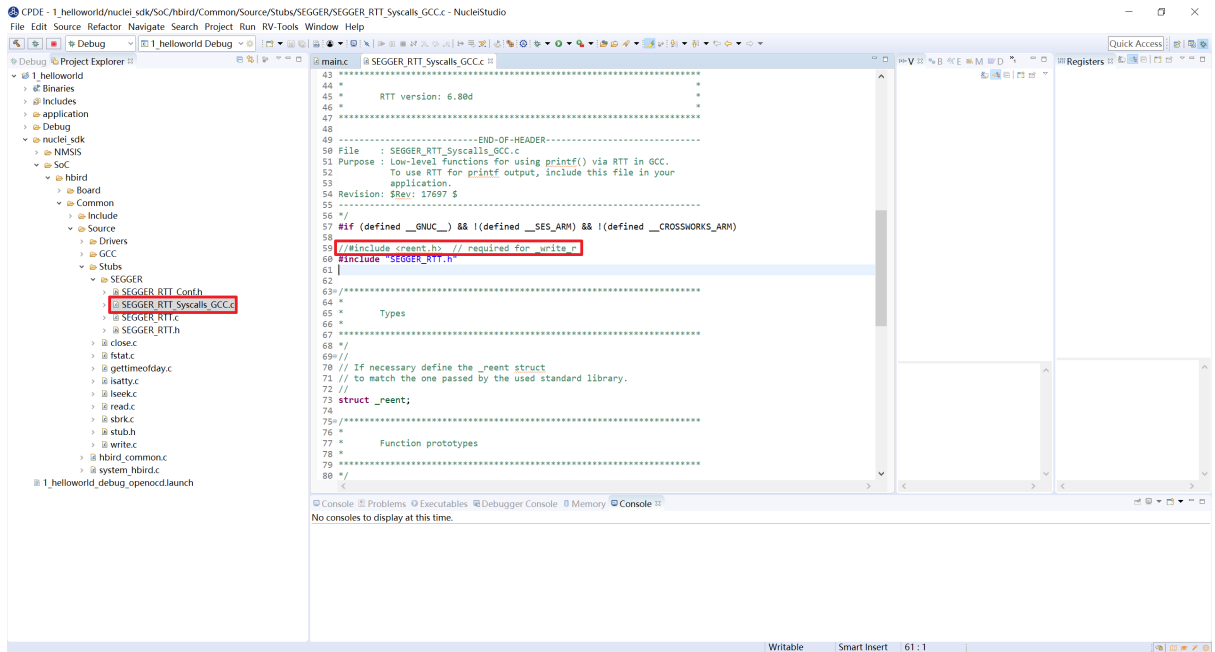 CPDE - 1_helloworld/nuclei_sdk/SoC/hbird/Common/Source/Stubs/SEGGER/SEGGER_RTT_Syscalls_GCC.c - NucleiStudio
File Edit Source Refactor Navigate Search Project Run RV-Tools Window Help
Debug
1_helloworld Debug
Quick Access
Debug Project Explorer
1_helloworld
Binaries
Includes
application
Debug
nuclei_sdk
NMSIS
SoC
hbird
Board
Common
Include
Source
Drivers
GCC
Stubs
SEGGER
SEGGER_RTT_Conf.h
SEGGER_RTT_Syscalls_GCC.c
SEGGER_RTT.c
SEGGER_RTT.h
close.c
fstat.c
gettimeofday.c
isatty.c
lseek.c
read.c
sbrk.c
stub.h
write.c
hbird_common.c
system_hbird.c
1_helloworld_debug_openocd.launch
main.c SEGGER_RTT_Syscalls_GCC.c
43 **********************************************************************
44 * *
45 * RTT version: 6.80d *
46 * *
47 **********************************************************************
48
49 ---------------------------END-OF-HEADER------------------------------
50 File : SEGGER_RTT_Syscalls_GCC.c
51 Purpose : Low-level functions for using printf() via RTT in GCC.
52 To use RTT for printf output, include this file in your
53 application.
54 Revision: $Rev: 17697 $
55 ----------------------------------------------------------------------
56 */
57 #if (defined __GNUC__) && !(defined __SES_ARM) && !(defined __CROSSWORKS_ARM)
58
59 //#include <reent.h> // required for _write_r
60 #include "SEGGER_RTT.h"
61
62
63 /*********************************************************************
64 *
65 * Types
66 *
67 **********************************************************************
68 */
69 //
70 // If necessary define the _reent struct
71 // to match the one passed by the used standard library.
72 //
73 struct _reent;
74
75 /*********************************************************************
76 *
77 * Function prototypes
78 *
79 **********************************************************************
80 */
V B E M D
Registers
Console Problems Executables Debugger Console Memory Console
No consoles to display at this time.
Writable Smart Insert 61 : 1